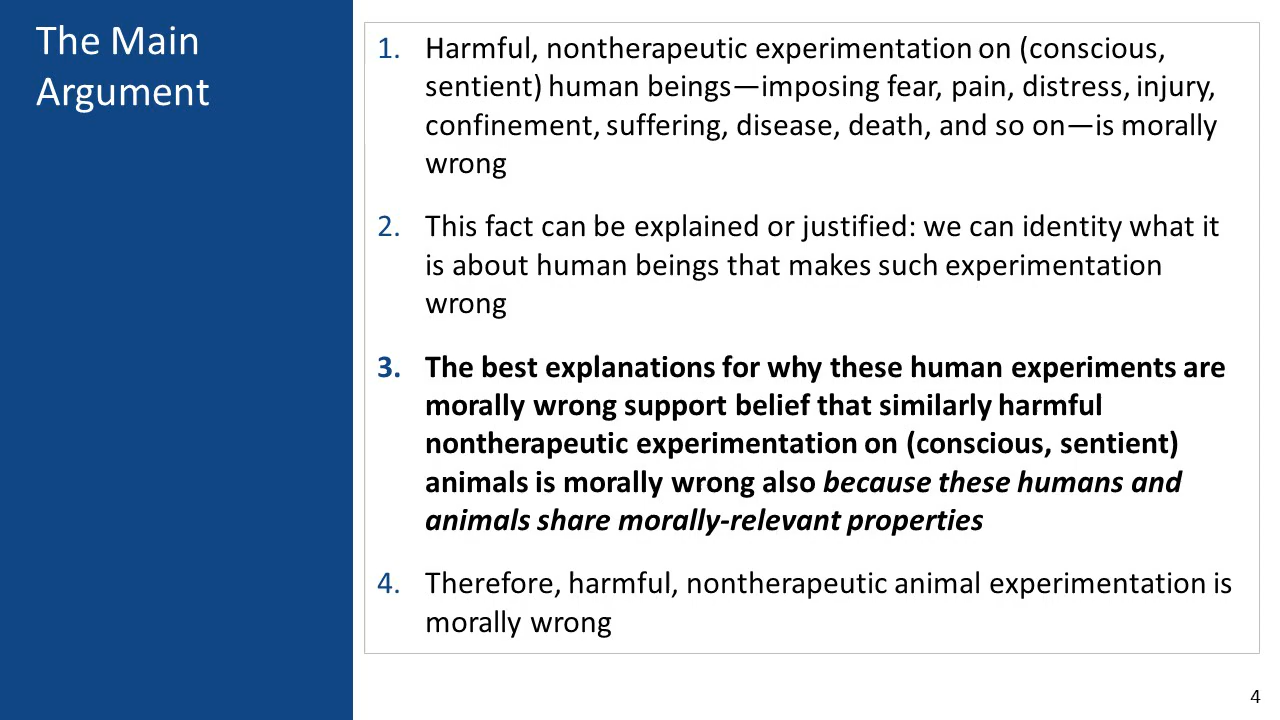 The Main
Argument
1. Harmful, nontherapeutic experimentation on (conscious,
sentient) human beings—imposing fear, pain, distress, injury,
confinement, suffering, disease, death, and so on—is morally
wrong
2. This fact can be explained or justified: we can identity what it
is about human beings that makes such experimentation
wrong
3. The best explanations for why these human experiments are
morally wrong support belief that similarly harmful
nontherapeutic experimentation on (conscious, sentient)
animals is morally wrong also because these humans and
animals share morally-relevant properties
4. Therefore, harmful, nontherapeutic animal experimentation is
morally wrong
4